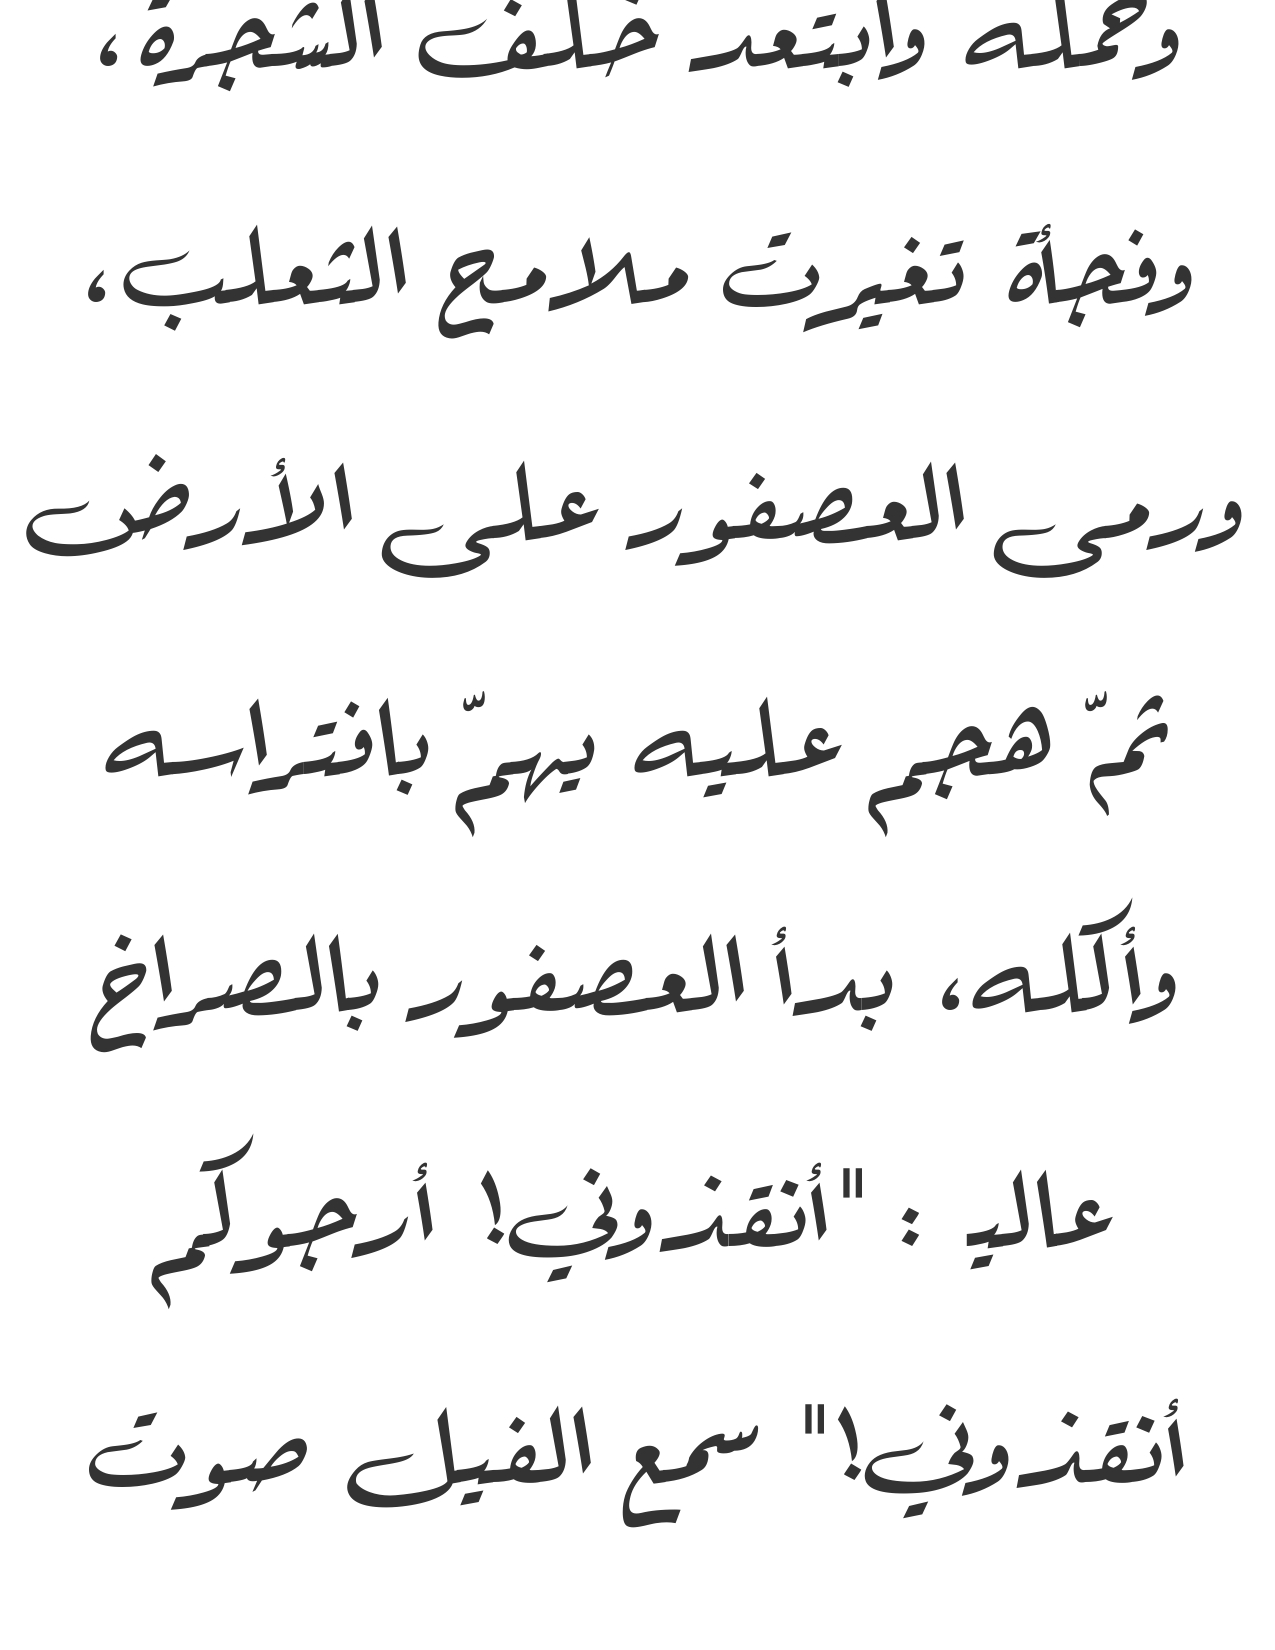 وحمله وابتعد خلف الشجرة،
وفجأة تغيرت ملامح الثعلب،
ورمى العصفور على الأرض
ثمّ هجم عليه يهمّ بافتراسه
وأكله، بدأ العصفور بالصراخ
عاليـ : "أنقذوني! أرجوكم
أنقذوني!" سمع الفيل صوت